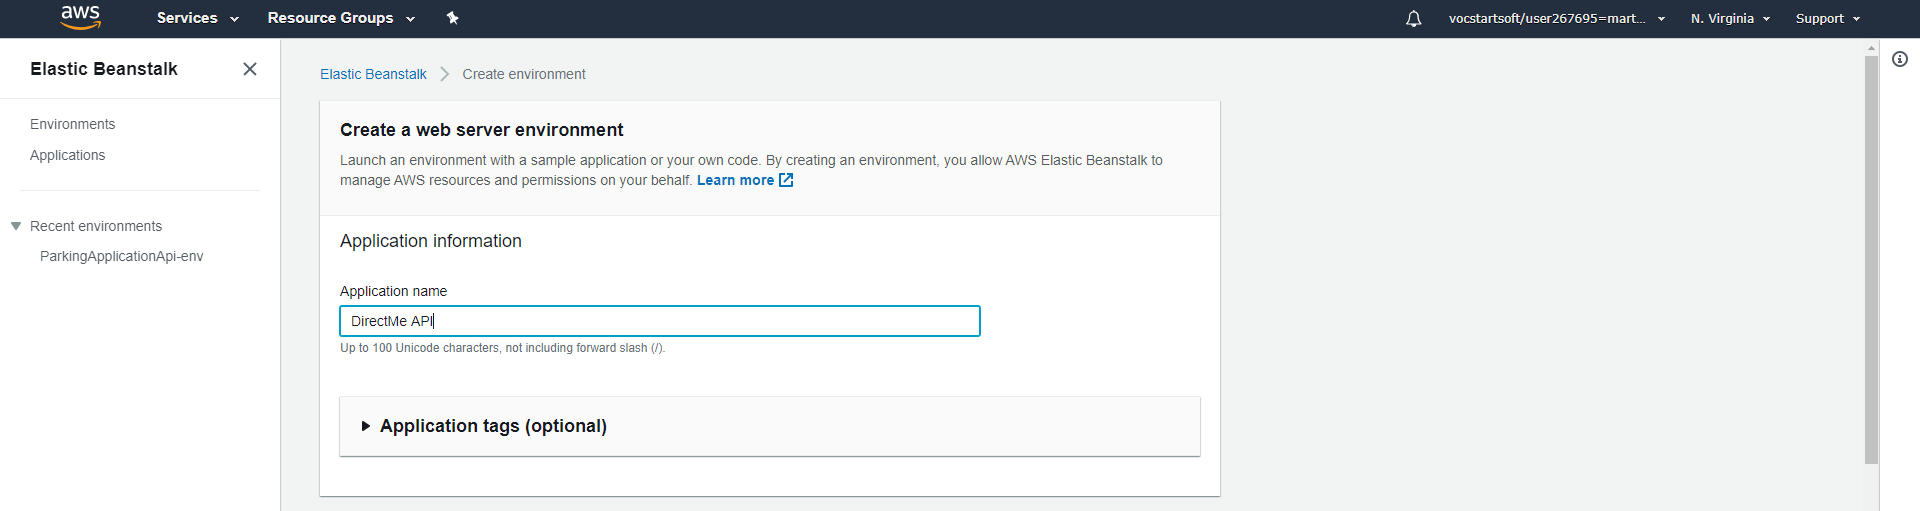 aws
Services
Resource Groups
vocstartsoft/user267695=mart...
N. Virginia
Support
Elastic Beanstalk
Environments
Applications
Recent environments
ParkingApplicationApi-env
Elastic Beanstalk
Create environment
Create a web server environment
Launch an environment with a sample application or your own code. By creating an environment, you allow AWS Elastic Beanstalk to
manage AWS resources and permissions on your behalf. Learn more
Application information
Application name
DirectMe API
Up to 100 Unicode characters, not including forward slash (/).
Application tags (optional)